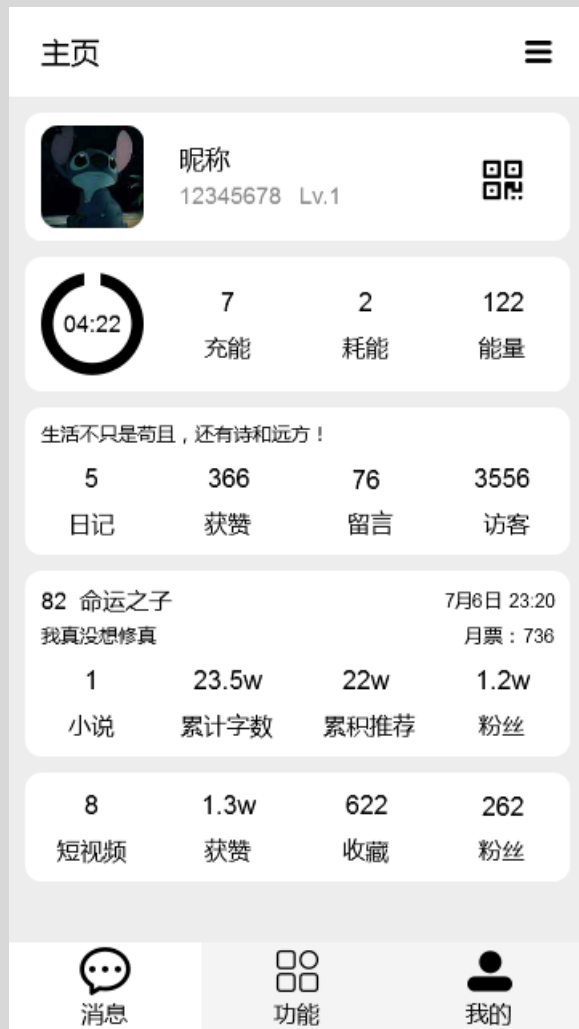 主页
昵称
12345678 Lv.1
04:22
7 2 122
充能 耗能 能量
生活不只是苟且，还有诗和远方！
5 366 76 3556
日记 获赞 留言 访客
82 命运之子 7月6日 23:20
我真没想修真 月票：736
1 23.5w 22w 1.2w
小说 累计字数 累积推荐 粉丝
8 1.3w 622 262
短视频 获赞 收藏 粉丝
消息 功能 我的